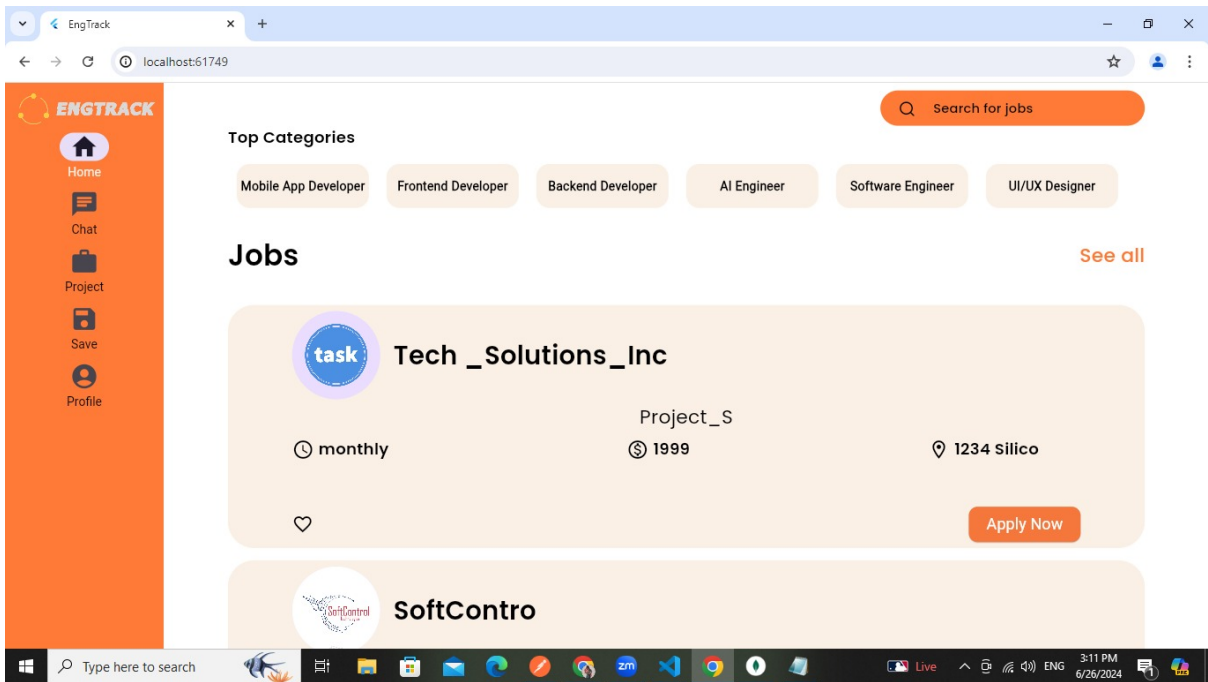 EngTrack
localhost:61749
ENGTRACK
Search for jobs
Home
Chat
Project
Save
Profile
Top Categories
Mobile App Developer
Frontend Developer
Backend Developer
AI Engineer
Software Engineer
UI/UX Designer
Jobs
See all
task
Tech _Solutions_Inc
Project_S
monthly
1999
1234 Silico
Apply Now
SoftControl
SoftContro
Type here to search
zm
Live
ENG
3:11 PM
6/26/2024
1